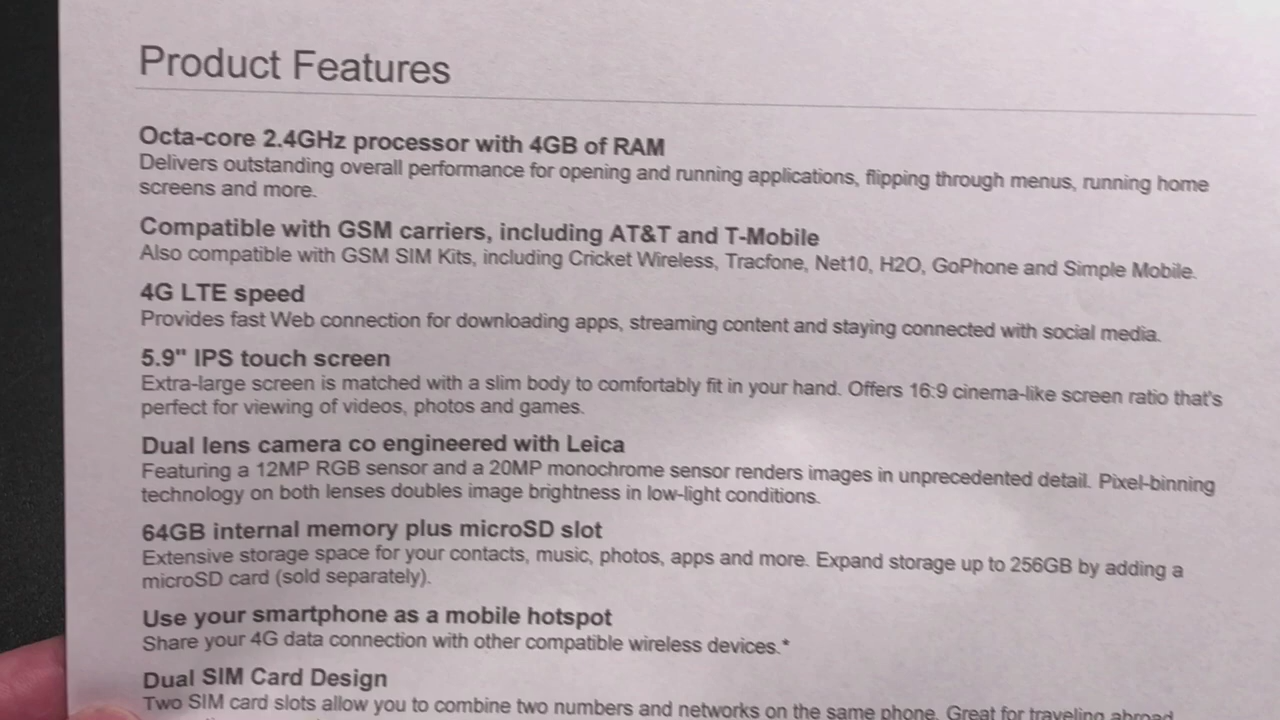 Product Features
Octa-core 2.4GHz processor with 4GB of RAM
Delivers outstanding overall performance for opening and running applications, flipping through menus, running home
screens and more.
Compatible with GSM carriers, including AT&T and T-Mobile
Also compatible with GSM SIM Kits, including Cricket Wireless, Tracfone, Net10, H2O, GoPhone and Simple Mobile.
4G LTE speed
Provides fast Web connection for downloading apps, streaming content and staying connected with social media.
5.9" IPS touch screen
Extra-large screen is matched with a slim body to comfortably fit in your hand. Offers 16:9 cinema-like screen ratio that's
perfect for viewing of videos, photos and games.
Dual lens camera co engineered with Leica
Featuring a 12MP RGB sensor and a 20MP monochrome sensor renders images in unprecedented detail. Pixel-binning
technology on both lenses doubles image brightness in low-light conditions.
64GB internal memory plus microSD slot
Extensive storage space for your contacts, music, photos, apps and more. Expand storage up to 256GB by adding a
microSD card (sold separately).
Use your smartphone as a mobile hotspot
Share your 4G data connection with other compatible wireless devices.*
Dual SIM Card Design
Two SIM card slots allow you to combine two numbers and networks on the same phone. Great for traveling abroad